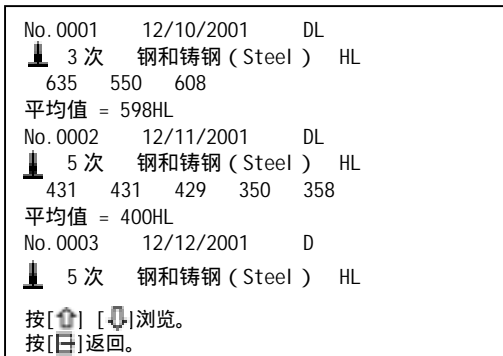 No.0001 12/10/2001 DL
3次 钢和铸钢(Steel) HL
635 550 608
平均值 = 598HL
No.0002 12/11/2001 DL
5次 钢和铸钢(Steel) HL
431 431 429 350 358
平均值 = 400HL
No.0003 12/12/2001 D
5次 钢和铸钢(Steel) HL
按[⇧] [⇩]浏览。
按[]返回。